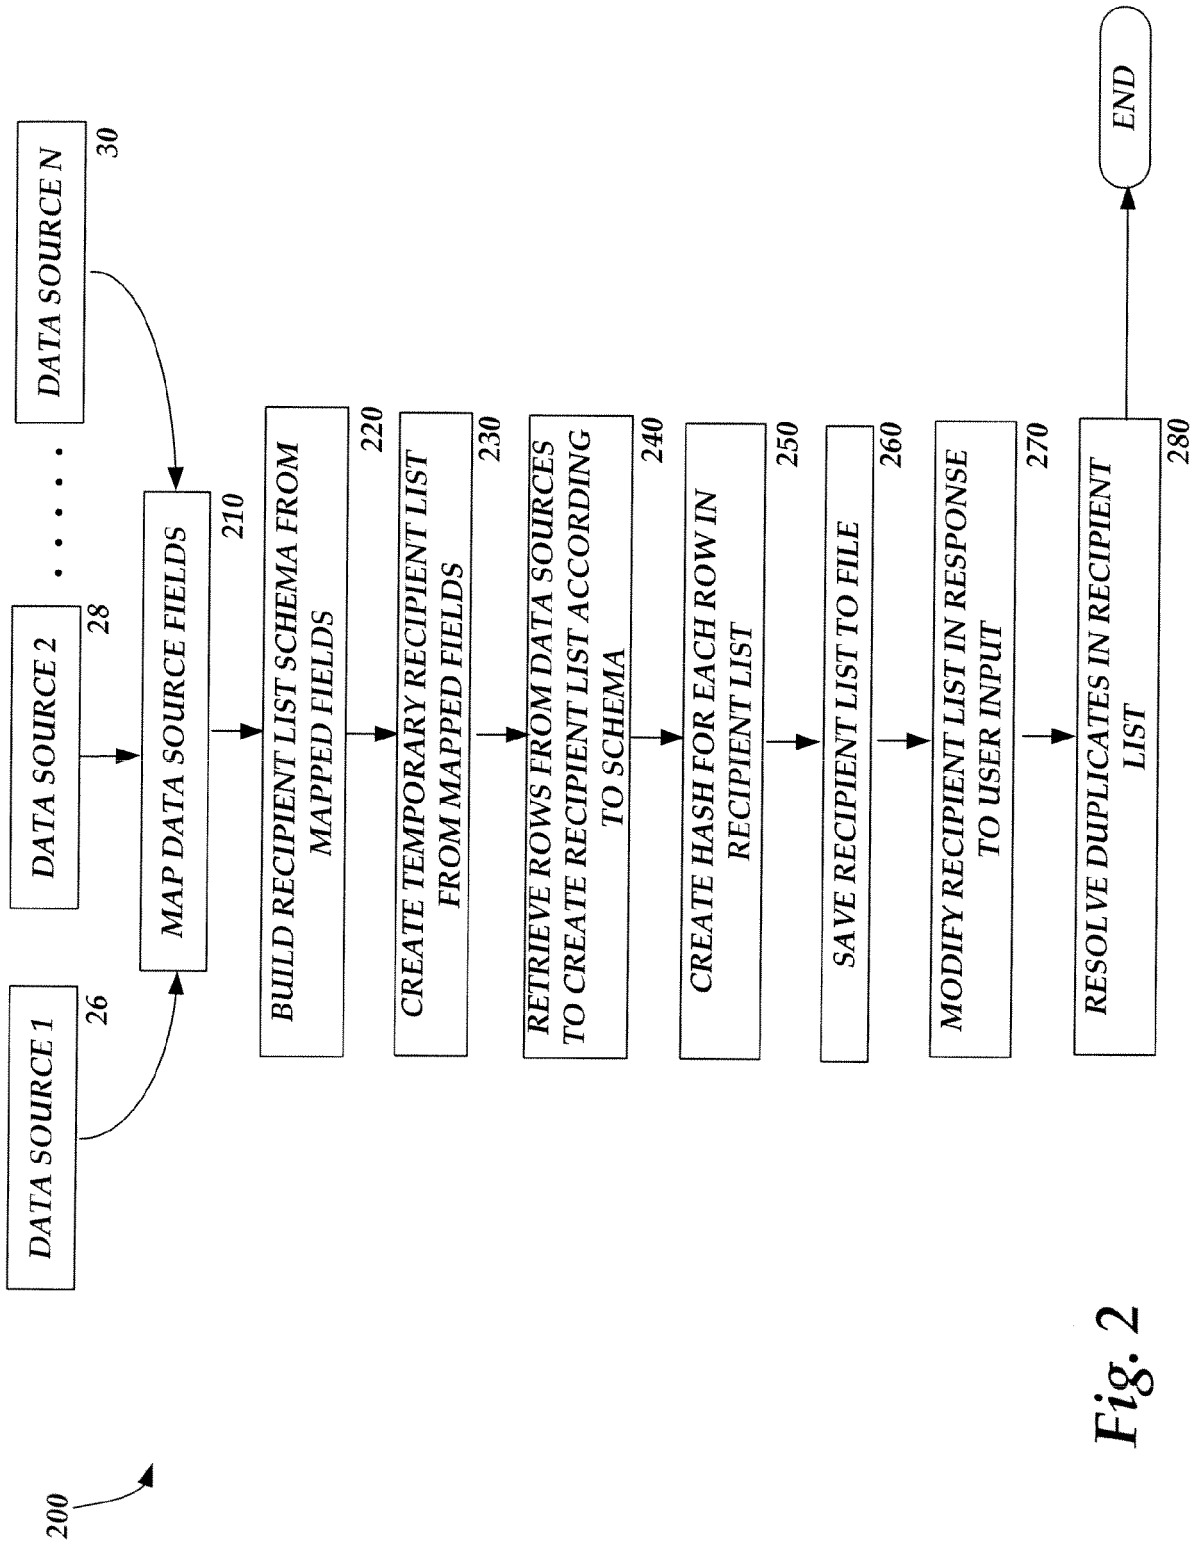 200
DATA SOURCE 1
26
DATA SOURCE 2
28
DATA SOURCE N
30
MAP DATA SOURCE FIELDS
210
BUILD RECIPIENT LIST SCHEMA FROM
MAPPED FIELDS
220
CREATE TEMPORARY RECIPIENT LIST
FROM MAPPED FIELDS
230
RETRIEVE ROWS FROM DATA SOURCES
TO CREATE RECIPIENT LIST ACCORDING
TO SCHEMA
240
CREATE HASH FOR EACH ROW IN
RECIPIENT LIST
250
SAVE RECIPIENT LIST TO FILE
260
MODIFY RECIPIENT LIST IN RESPONSE
TO USER INPUT
270
RESOLVE DUPLICATES IN RECIPIENT
LIST
280
END
Fig. 2